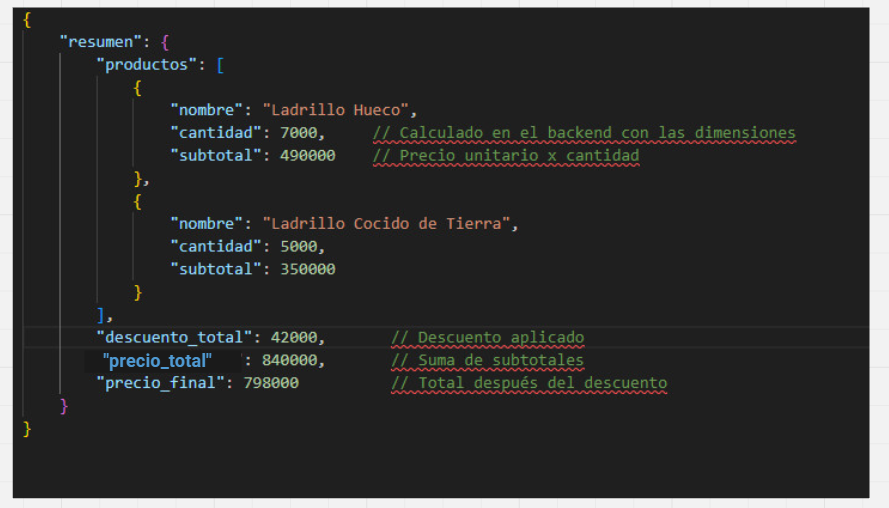 {
"resumen": {
"productos": [
{
"nombre": "Ladrillo Hueco",
"cantidad": 7000, // Calculado en el backend con las dimensiones
"subtotal": 490000 // Precio unitario x cantidad
},
{
"nombre": "Ladrillo Cocido de Tierra",
"cantidad": 5000,
"subtotal": 350000
}
],
"descuento_total": 42000, // Descuento aplicado
"precio_total" : 840000, // Suma de subtotales
"precio_final": 798000 // Total después del descuento
}
}